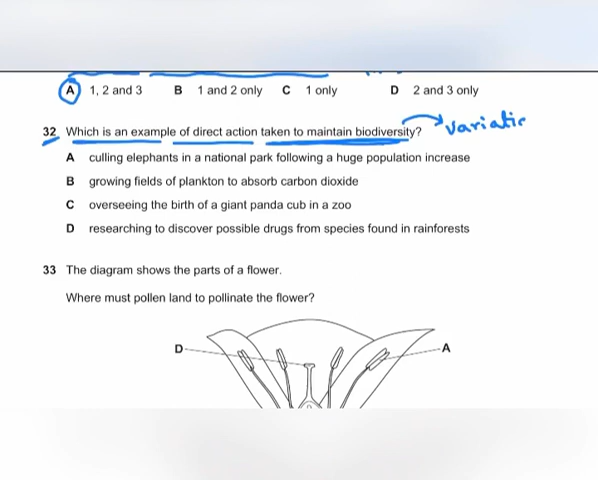 A 1, 2 and 3 B 1 and 2 only C 1 only D 2 and 3 only
32 Which is an example of direct action taken to maintain biodiversity? variatic
A culling elephants in a national park following a huge population increase
B growing fields of plankton to absorb carbon dioxide
C overseeing the birth of a giant panda cub in a zoo
D researching to discover possible drugs from species found in rainforests
33 The diagram shows the parts of a flower.
Where must pollen land to pollinate the flower?
D A